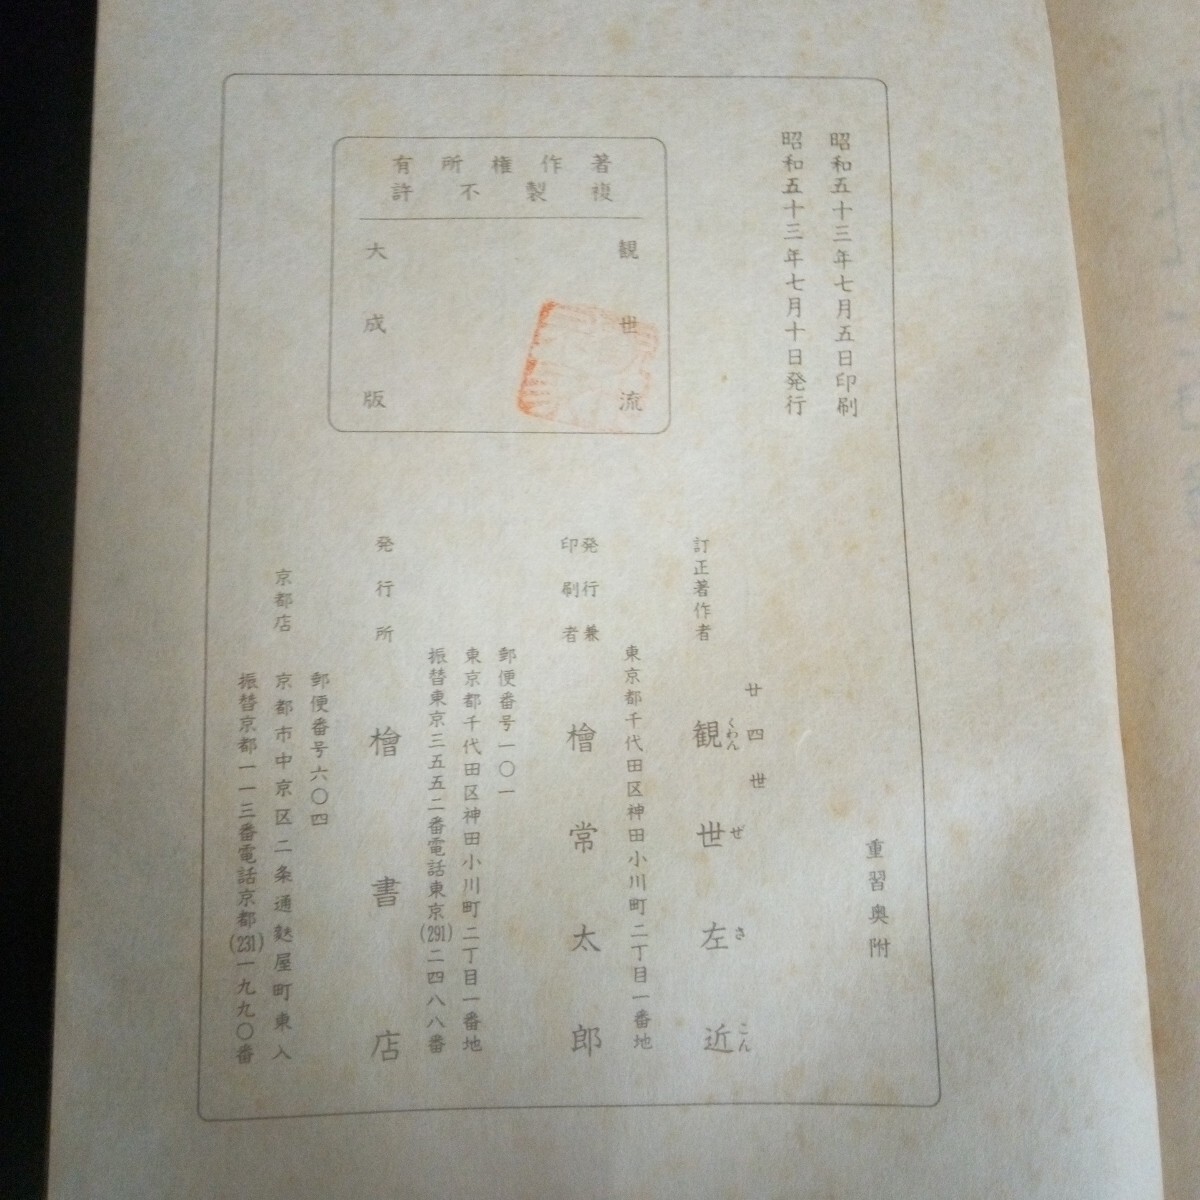 重習奥附
昭和五十三年七月五日印刷
昭和五十三年七月十日発行
著作権所有
複製不許
観世流
大成版
訂正著作者
廿四世
観世左近
くわんぜさこん
東京都千代田区神田小川町二丁目一番地
発行兼
印刷者
檜常太郎
郵便番号一〇一
東京都千代田区神田小川町二丁目一番地
振替東京三五五二番電話東京(291)二四八八番
発行所
檜書店
郵便番号六〇四
京都店
京都市中京区二条通麩屋町東入
振替京都一一三番電話京都(231)一九九〇番